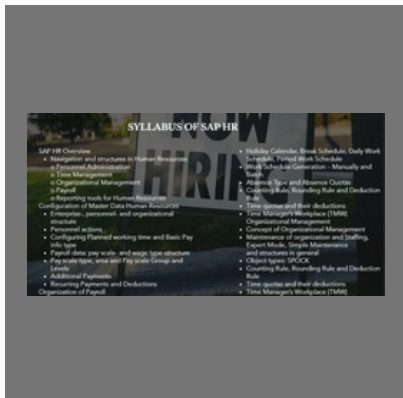 SYLLABUS OF SAP HR
NOW
HIRIN
SAP HR Overview
• Navigation and structures in Human Resources
o Personnel Administration
o Time Management
o Organizational Management
o Payroll
o Reporting tools for Human Resources
Configuration of Master Data Human Resources
• Enterprise-, personnel- and organizational
structure
• Personnel actions
• Configuring Planned working time and Basic Pay
info type
• Payroll data: pay scale- and wage type structure
• Pay scale type, area and Pay scale Group and
Levels
• Additional Payments
• Recurring Payments and Deductions
Organization of Payroll
• Holiday Calendar, Break Schedule, Daily Work
Schedule, Period Work Schedule
• Work Schedule Generation – Manually and
Batch
• Absence Type and Absence Quotas
• Counting Rule, Rounding Rule and Deduction
Rule
• Time quotas and their deductions
• Time Manager's Workplace (TMW)
Organizational Management
• Concept of Organizational Management
• Maintenance of organization and Staffing,
Expert Mode, Simple Maintenance
and structures in general
• Object types: SPOCK
• Counting Rule, Rounding Rule and Deduction
Rule
• Time quotas and their deductions
• Time Manager's Workplace (TMW)